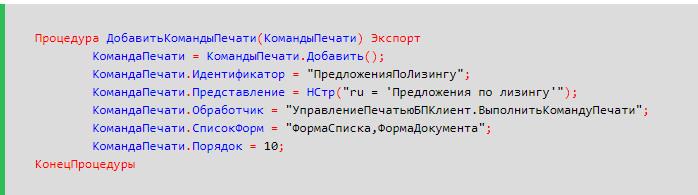 Процедура ДобавитьКомандыПечати(КомандыПечати) Экспорт
КомандаПечати = КомандыПечати.Добавить();
КомандаПечати.Идентификатор = "ПредложенияПоЛизингу";
КомандаПечати.Представление = НСтр("ru = 'Предложения по лизингу'");
КомандаПечати.Обработчик = "УправлениеПечатьюБПКлиент.ВыполнитьКомандуПечати";
КомандаПечати.СписокФорм = "ФормаСписка,ФормаДокумента";
КомандаПечати.Порядок = 10;
КонецПроцедуры